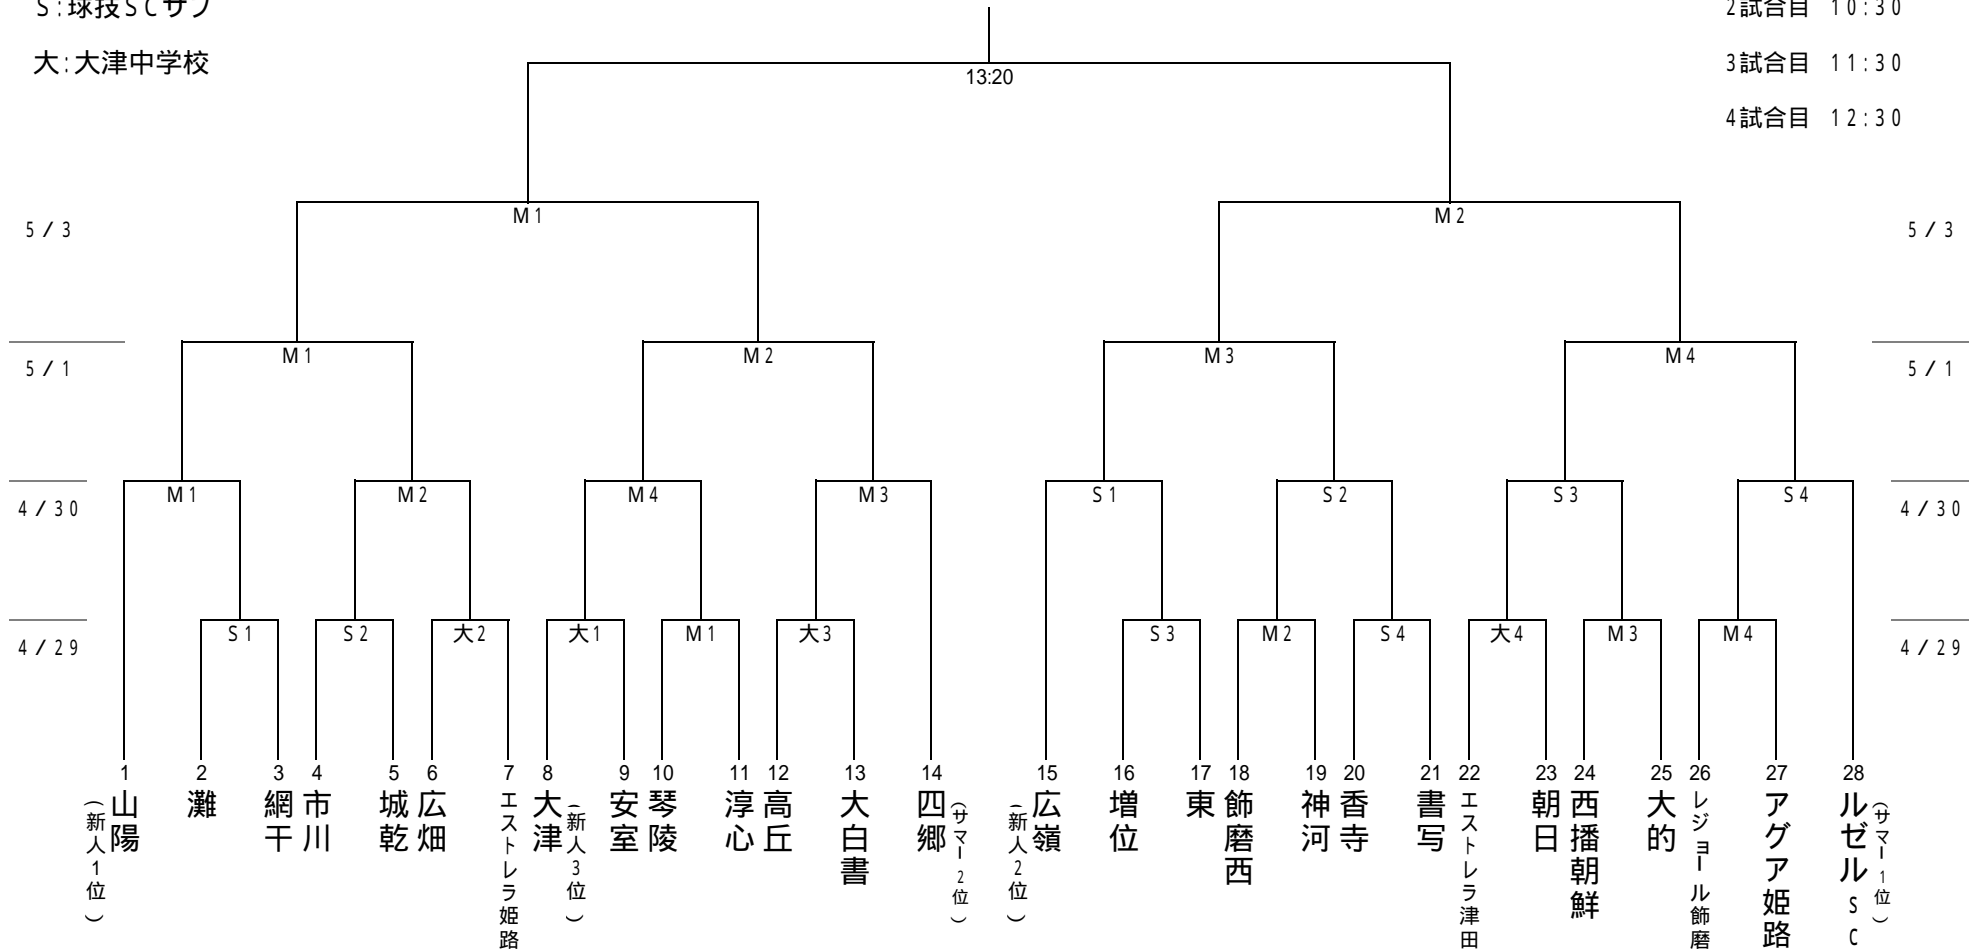 S:球技SCサブ
2試合目 10:30
大:大津中学校
3試合目 11:30
4試合目 12:30
13:20
M1 M2
5/3 5/3
M1 M2 M3 M4
5/1 5/1
M1 M2 M4 M3 S1 S2 S3 S4
4/30 4/30
S1 S2 大2 大1 M1 大3 S3 M2 S4 大4 M3 M4
4/29 4/29
1 山陽 (新人1位)
2 灘
3 網干
4 市川
5 城乾
6 広畑
7 エストレラ姫路
8 大津 (新人3位)
9 安室
10 琴陵
11 淳心
12 高丘
13 大白書
14 四郷 (サマー2位)
15 広嶺 (新人2位)
16 増位
17 東
18 飾磨西
19 神河
20 香寺
21 書写
22 エストレラ津田
23 朝日
24 西播朝鮮
25 大的
26 レジョール飾磨
27 アグア姫路
28 ルゼルSC (サマー1位)